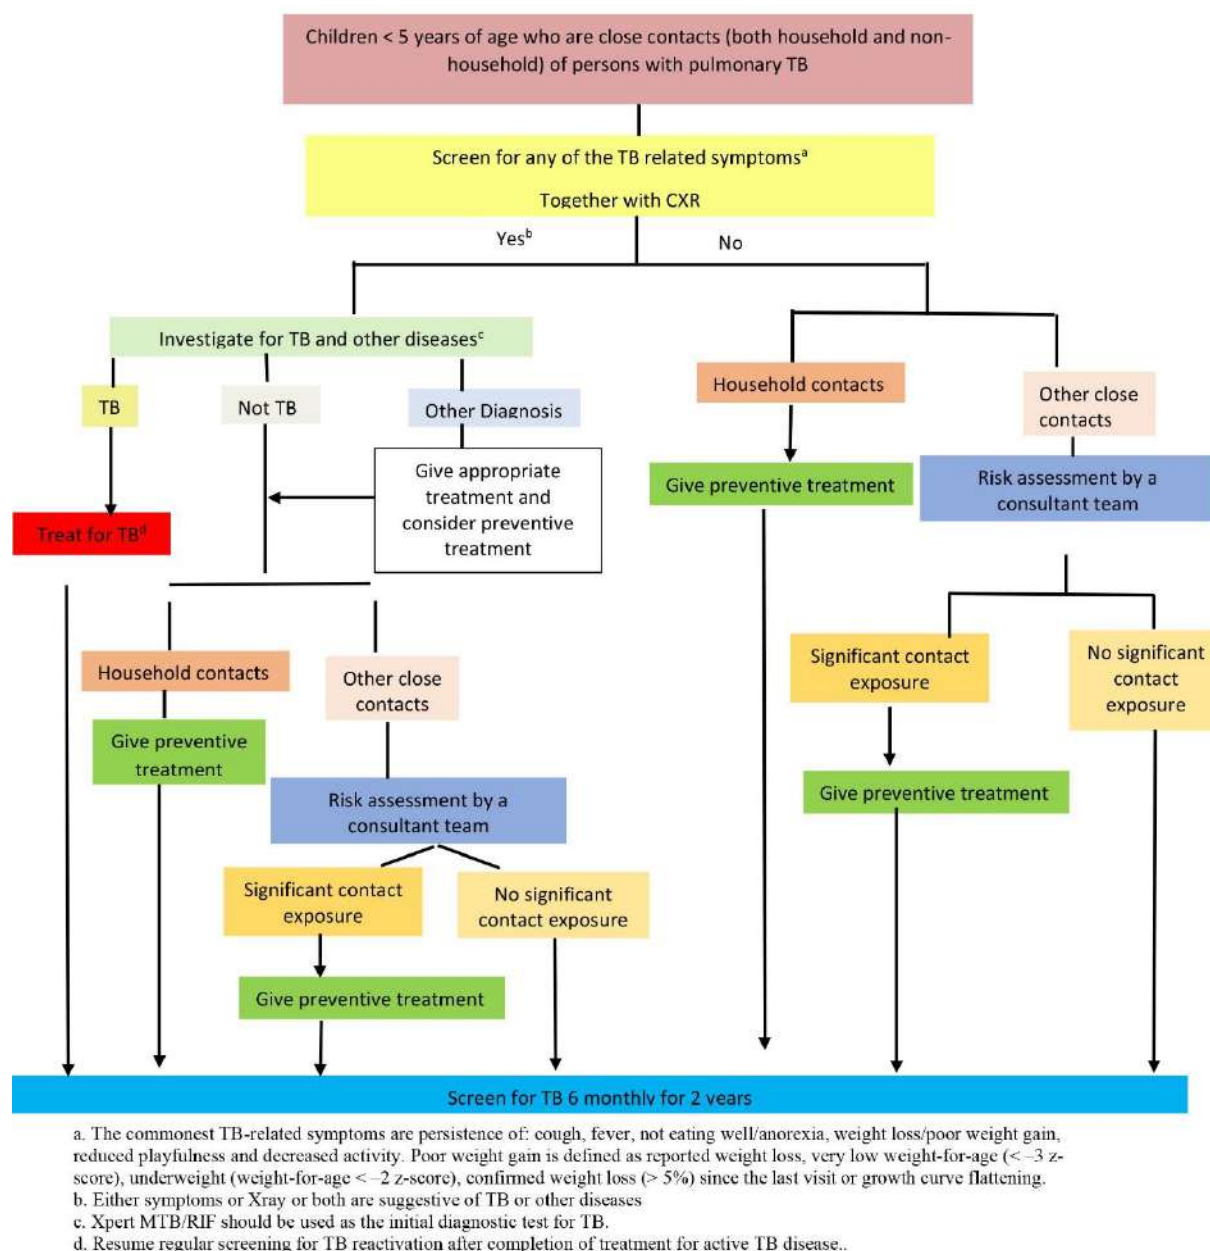 Children < 5 years of age who are close contacts (both household and non-
household) of persons with pulmonary TB
Screen for any of the TB related symptomsᵃ
Together with CXR
Yesᵇ
No
Investigate for TB and other diseasesᶜ
TB
Not TB
Other Diagnosis
Give appropriate
treatment and
consider preventive
treatment
Treat for TBᵈ
Household contacts
Give preventive
treatment
Other close
contacts
Risk assessment by a
consultant team
Significant contact
exposure
No significant
contact exposure
Give preventive treatment
Household contacts
Give preventive treatment
Other close
contacts
Risk assessment by a
consultant team
Significant contact
exposure
No significant
contact
exposure
Give preventive treatment
Screen for TB 6 monthly for 2 years
a. The commonest TB-related symptoms are persistence of: cough, fever, not eating well/anorexia, weight loss/poor weight gain,
reduced playfulness and decreased activity. Poor weight gain is defined as reported weight loss, very low weight-for-age (< –3 z-
score), underweight (weight-for-age < –2 z-score), confirmed weight loss (> 5%) since the last visit or growth curve flattening.
b. Either symptoms or Xray or both are suggestive of TB or other diseases
c. Xpert MTB/RIF should be used as the initial diagnostic test for TB.
d. Resume regular screening for TB reactivation after completion of treatment for active TB disease..